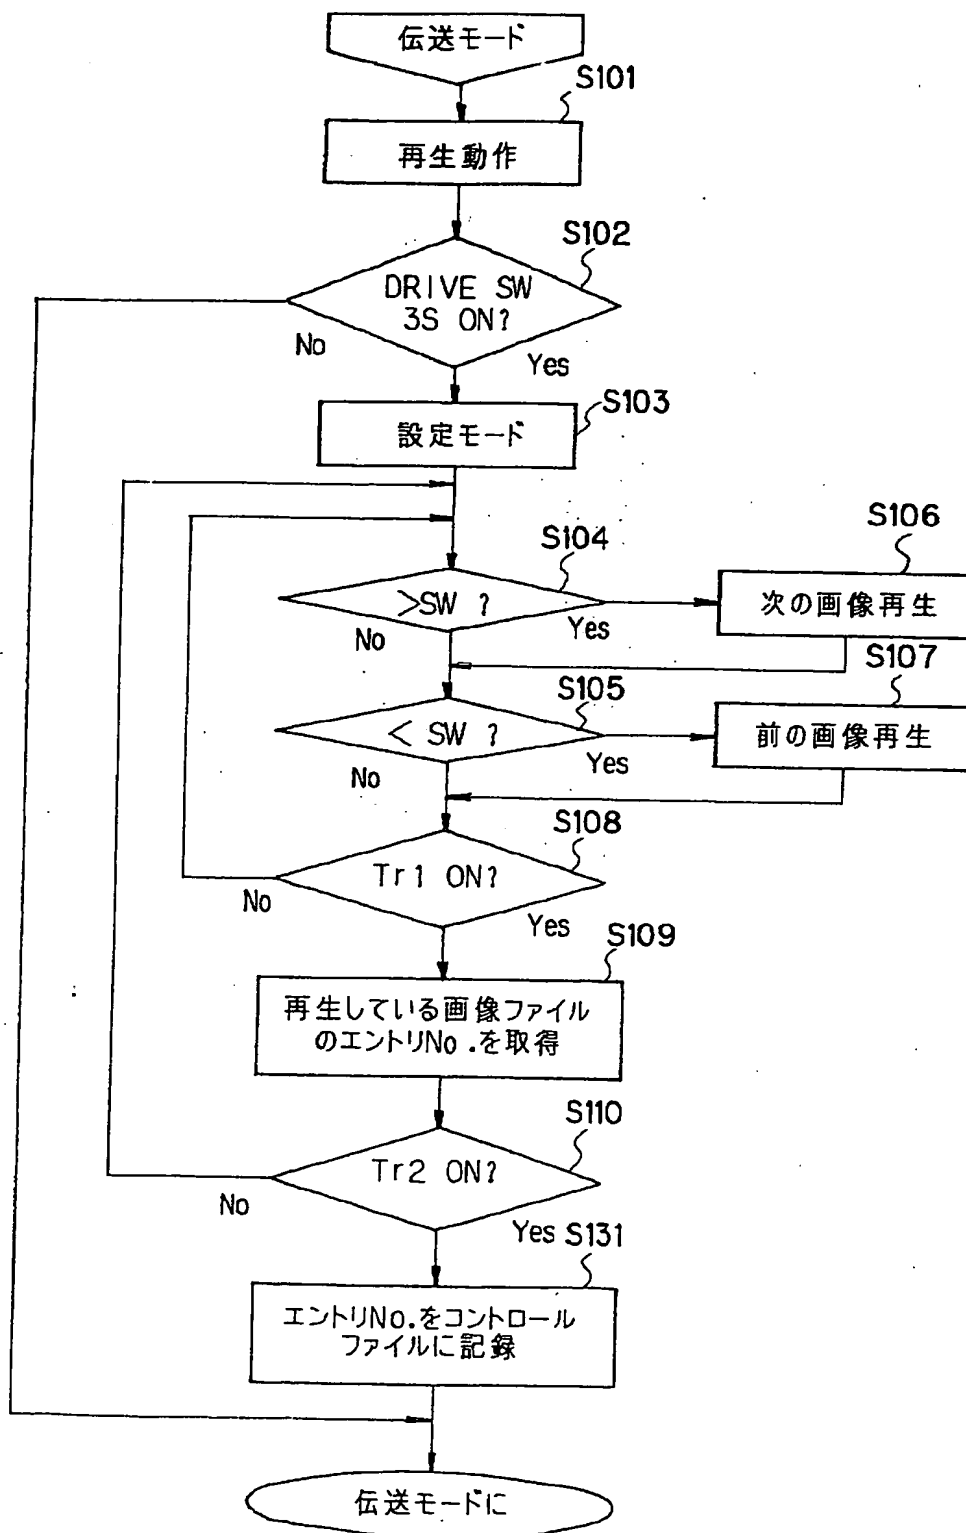 伝送モード
S101
再生動作
S102
DRIVE SW
3S ON?
No
Yes
S103
設定モード
S104
>SW ?
No
Yes
S106
次の画像再生
S105
< SW ?
No
Yes
S107
前の画像再生
S108
Tr1 ON?
No
Yes
S109
再生している画像ファイル
のエントリNo.を取得
S110
Tr2 ON?
No
Yes
S131
エントリNo.をコントロール
ファイルに記録
伝送モードに